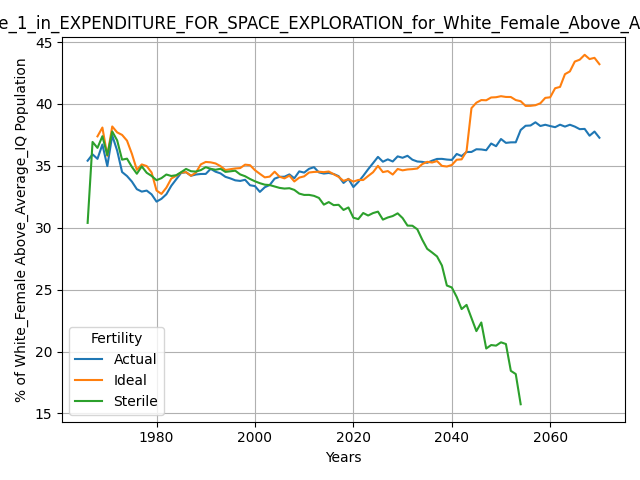 e_1_in_EXPENDITURE_FOR_SPACE_EXPLORATION_for_White_Female_Above_A
45
40
35
30
25
20
15
% of White_Female Above_Average_IQ Population
Fertility
Actual
Ideal
Sterile
1980
2000
2020
2040
2060
Years